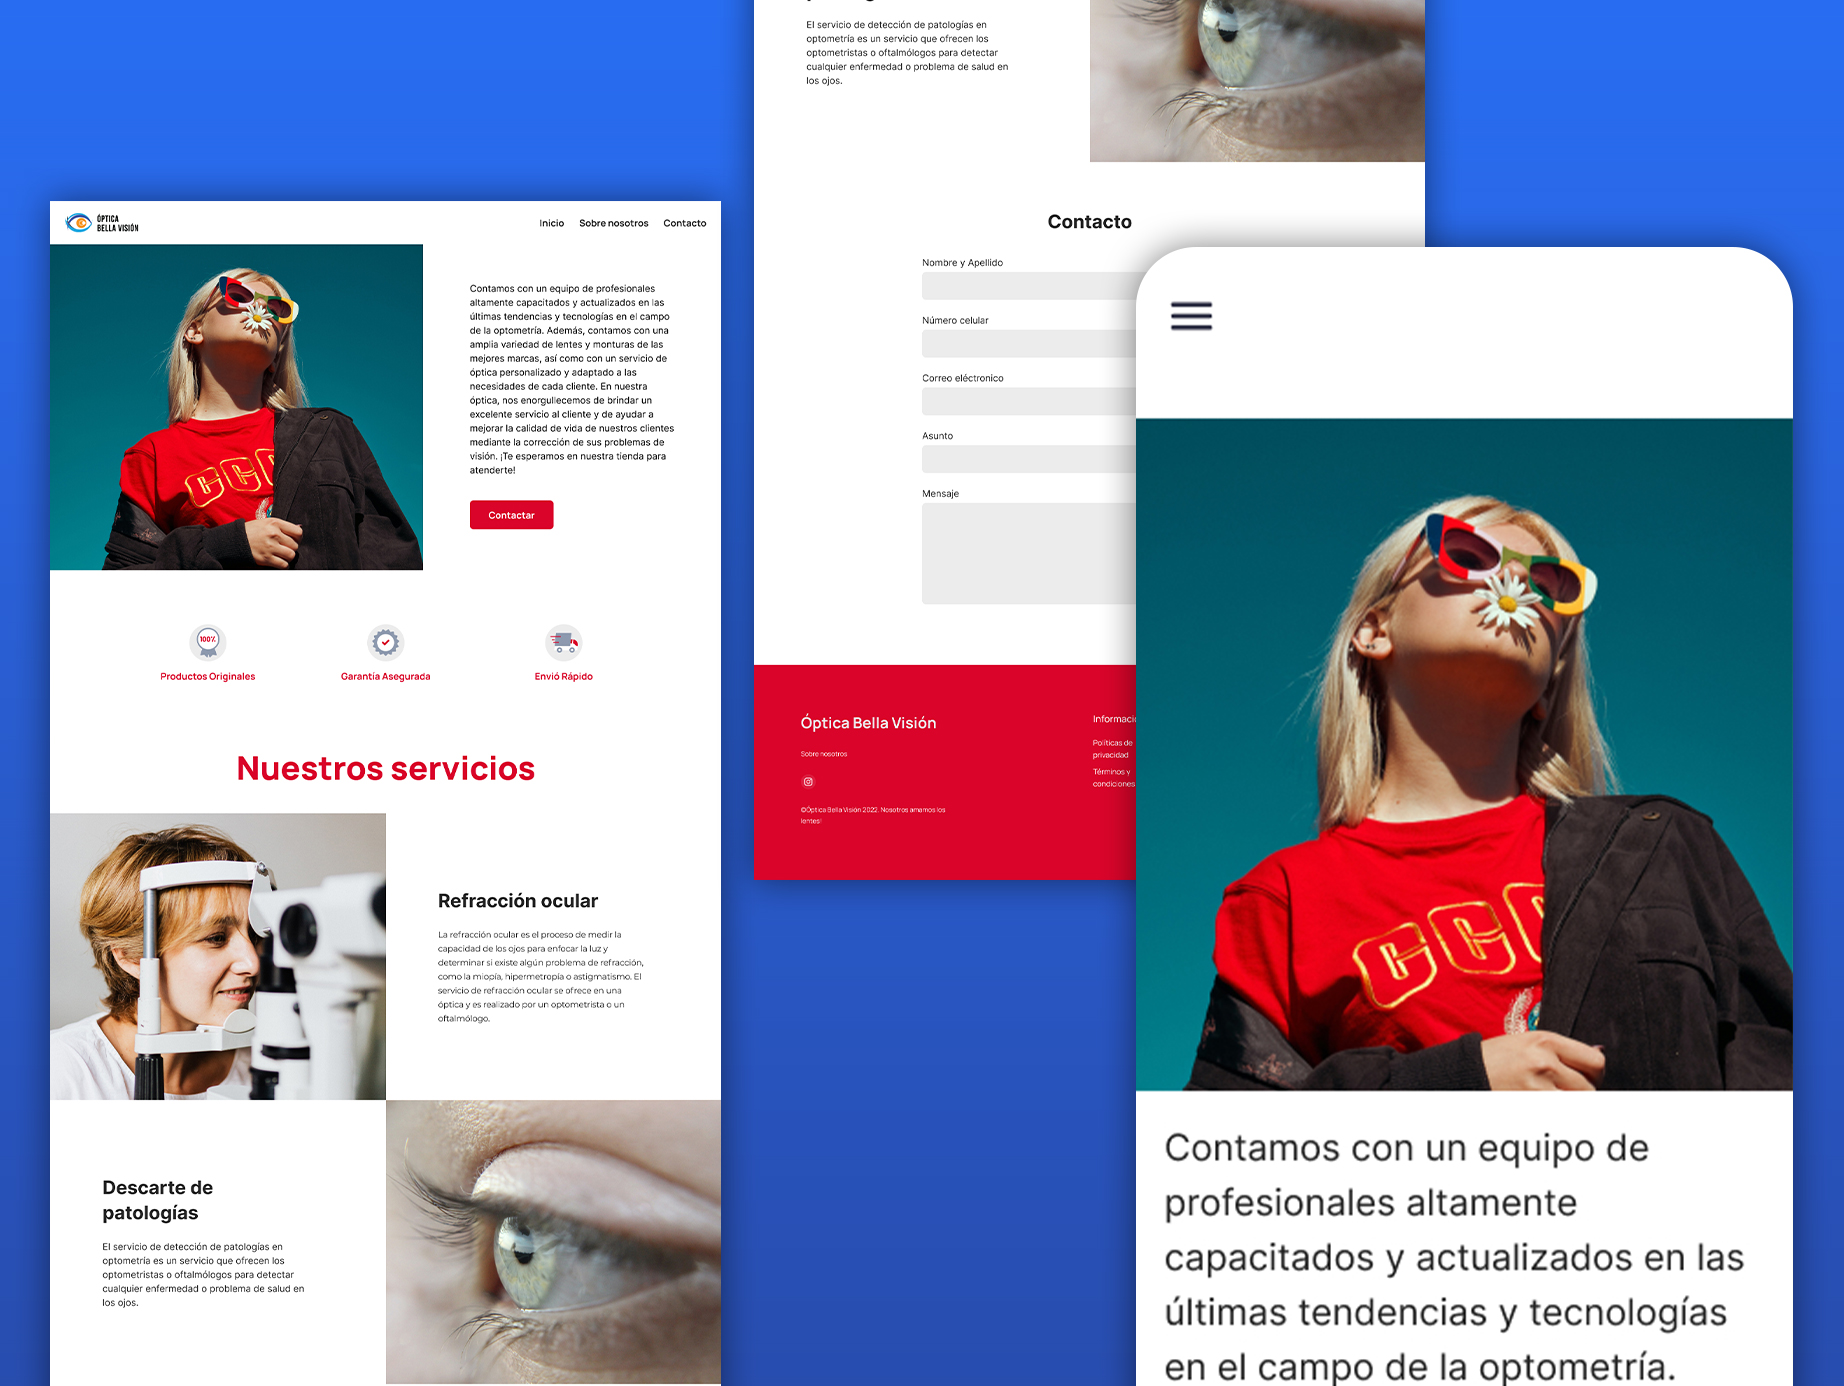 ÓPTICA
BELLA VISIÓN
Inicio
Sobre nosotros
Contacto
Contamos con un equipo de profesionales
altamente capacitados y actualizados en las
últimas tendencias y tecnologías en el campo
de la optometría. Además, contamos con una
amplia variedad de lentes y monturas de las
mejores marcas, así como con un servicio de
óptica personalizado y adaptado a las
necesidades de cada cliente. En nuestra
óptica, nos enorgullecemos de brindar un
excelente servicio al cliente y de ayudar a
mejorar la calidad de vida de nuestros clientes
mediante la corrección de sus problemas de
visión. ¡Te esperamos en nuestra tienda para
atenderte!
Contactar
100%
Productos Originales
Garantía Asegurada
Envió Rápido
Nuestros servicios
Refracción ocular
La refracción ocular es el proceso de medir la
capacidad de los ojos para enfocar la luz y
determinar si existe algún problema de refracción,
como la miopía, hipermetropía o astigmatismo. El
servicio de refracción ocular se ofrece en una
óptica y es realizado por un optometrista o un
oftalmólogo.
Descarte de
patologías
El servicio de detección de patologías en
optometría es un servicio que ofrecen los
optometristas o oftalmólogos para detectar
cualquier enfermedad o problema de salud en
los ojos.
El servicio de detección de patologías en
optometría es un servicio que ofrecen los
optometristas o oftalmólogos para detectar
cualquier enfermedad o problema de salud en
los ojos.
Contacto
Nombre y Apellido
Número celular
Correo eléctronico
Asunto
Mensaje
Óptica Bella Visión
Sobre nosotros
©Óptica Bella Visión 2022. Nosotros amamos los
lentes!
Informaci
Políticas de
privacidad
Términos y
condiciones
CCC
Contamos con un equipo de
profesionales altamente
capacitados y actualizados en las
últimas tendencias y tecnologías
en el campo de la optometría.